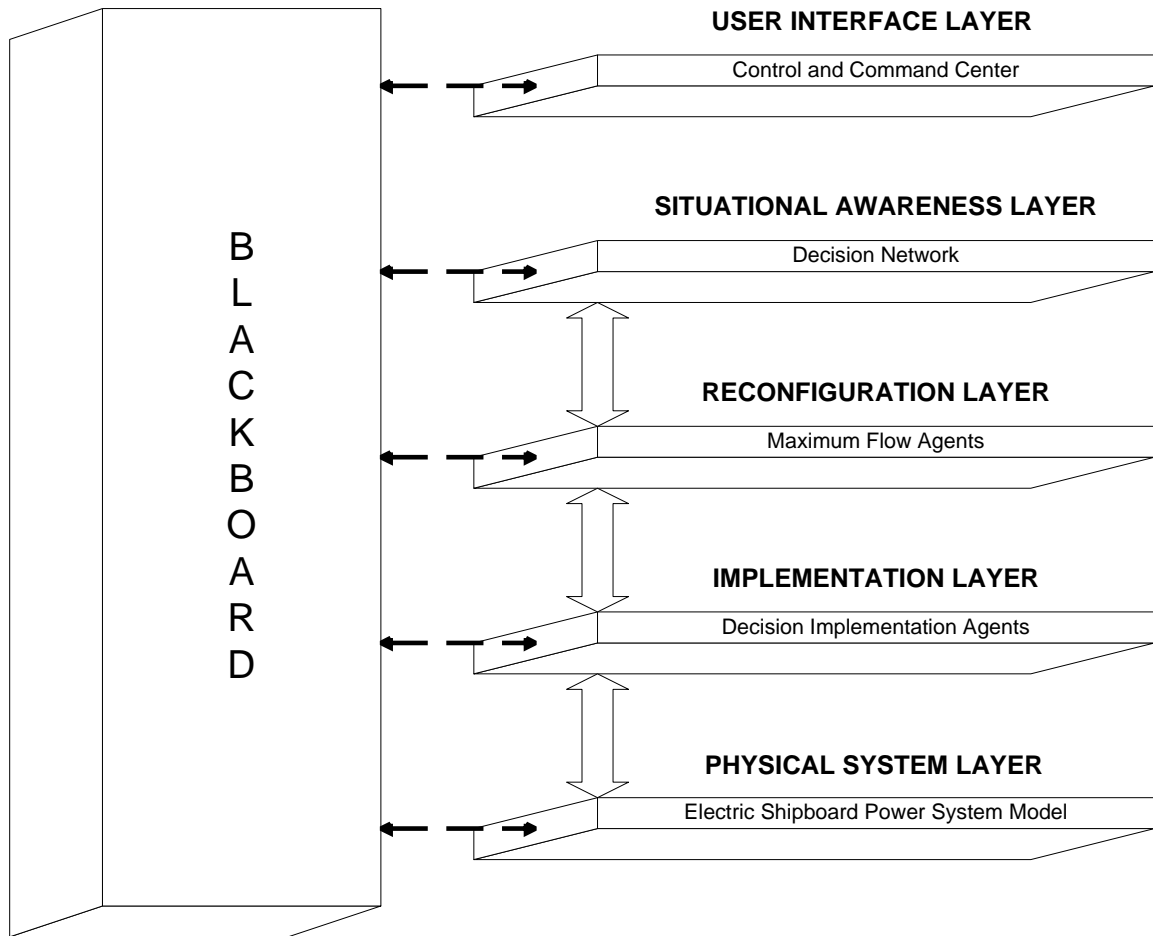 USER INTERFACE LAYER
Control and Command Center
SITUATIONAL AWARENESS LAYER
Decision Network
RECONFIGURATION LAYER
Maximum Flow Agents
IMPLEMENTATION LAYER
Decision Implementation Agents
PHYSICAL SYSTEM LAYER
Electric Shipboard Power System Model
B
L
A
C
K
B
O
A
R
D